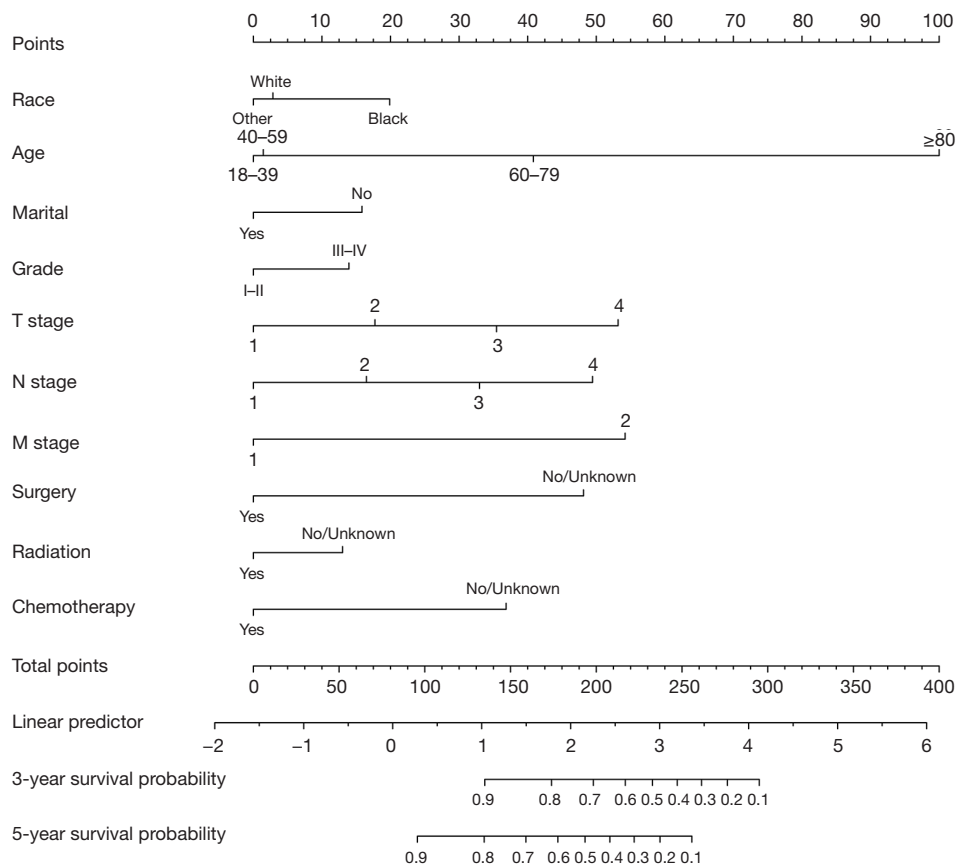 Points
0 10 20 30 40 50 60 70 80 90 100
Race
White
Other Black
Age
40–59 ≥80
18–39 60–79
Marital
No
Yes
Grade
III–IV
I–II
T stage
2 4
1 3
N stage
2 4
1 3
M stage
2
1
Surgery
No/Unknown
Yes
Radiation
No/Unknown
Yes
Chemotherapy
No/Unknown
Yes
Total points
0 50 100 150 200 250 300 350 400
Linear predictor
−2 −1 0 1 2 3 4 5 6
3-year survival probability
0.9 0.8 0.7 0.6 0.5 0.4 0.3 0.2 0.1
5-year survival probability
0.9 0.8 0.7 0.6 0.5 0.4 0.3 0.2 0.1